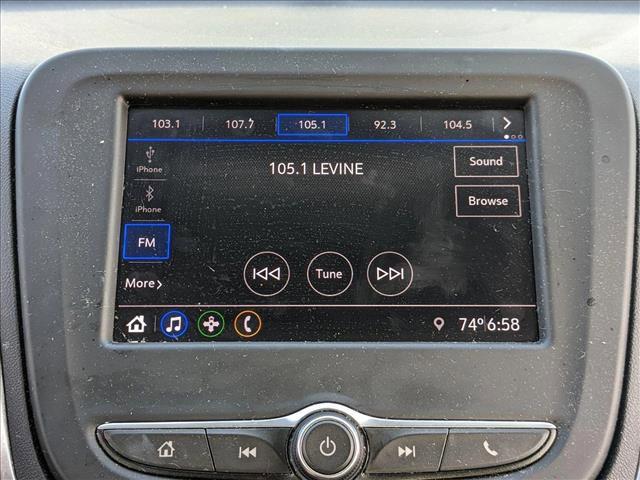 103.1 107.7 105.1 92.3 104.5
iPhone
105.1 LEVINE
Sound
iPhone
Browse
FM
Tune
More
74° 6:58